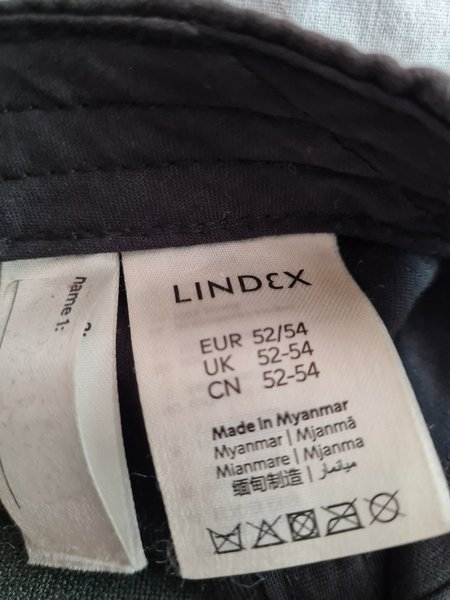 LINDEX
EUR 52/54
UK 52-54
CN 52-54
Made in Myanmar
Myanmar | Mjanmā
Mianmare | Mjanma
缅甸制造 | ميانمار
name 1: